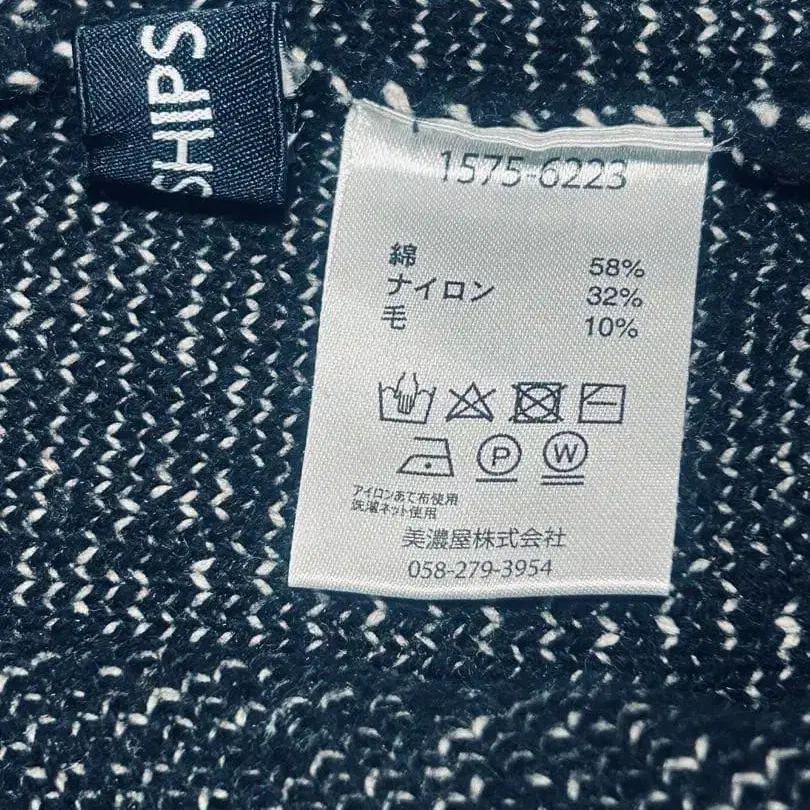 SHIPS
1575-6223
綿 58%
ナイロン 32%
毛 10%
P W
アイロンあて布使用
洗濯ネット使用
美濃屋株式会社
058-279-3954